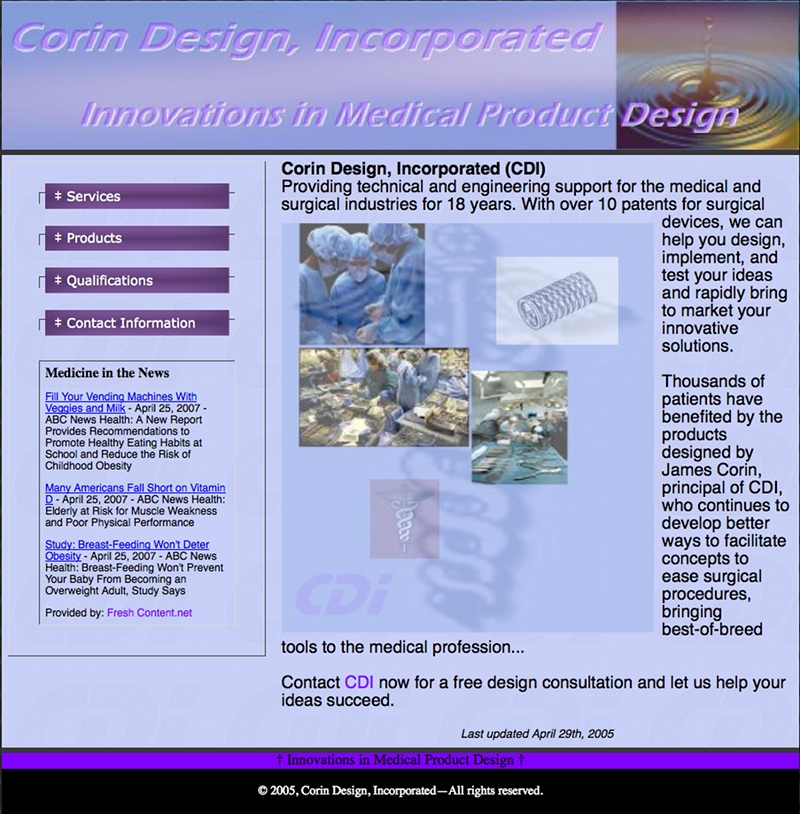 Corin Design, Incorporated
Innovations in Medical Product Design
‡ Services
‡ Products
‡ Qualifications
‡ Contact Information
Medicine in the News
Fill Your Vending Machines With
Veggies and Milk - April 25, 2007 -
ABC News Health: A New Report
Provides Recommendations to
Promote Healthy Eating Habits at
School and Reduce the Risk of
Childhood Obesity
Many Americans Fall Short on Vitamin
D - April 25, 2007 - ABC News Health:
Elderly at Risk for Muscle Weakness
and Poor Physical Performance
Study: Breast-Feeding Won't Deter
Obesity - April 25, 2007 - ABC News
Health: Breast-Feeding Won't Prevent
Your Baby From Becoming an
Overweight Adult, Study Says
Provided by: Fresh Content.net
Corin Design, Incorporated (CDI)
Providing technical and engineering support for the medical and
surgical industries for 18 years. With over 10 patents for surgical
devices, we can
help you design,
implement, and
test your ideas
and rapidly bring
to market your
innovative
solutions.
Thousands of
patients have
benefited by the
products
designed by
James Corin,
principal of CDI,
who continues to
develop better
ways to facilitate
concepts to
ease surgical
procedures,
bringing
best-of-breed
CDi
tools to the medical profession...
Contact CDI now for a free design consultation and let us help your
ideas succeed.
Last updated April 29th, 2005
† Innovations in Medical Product Design †
© 2005, Corin Design, Incorporated—All rights reserved.